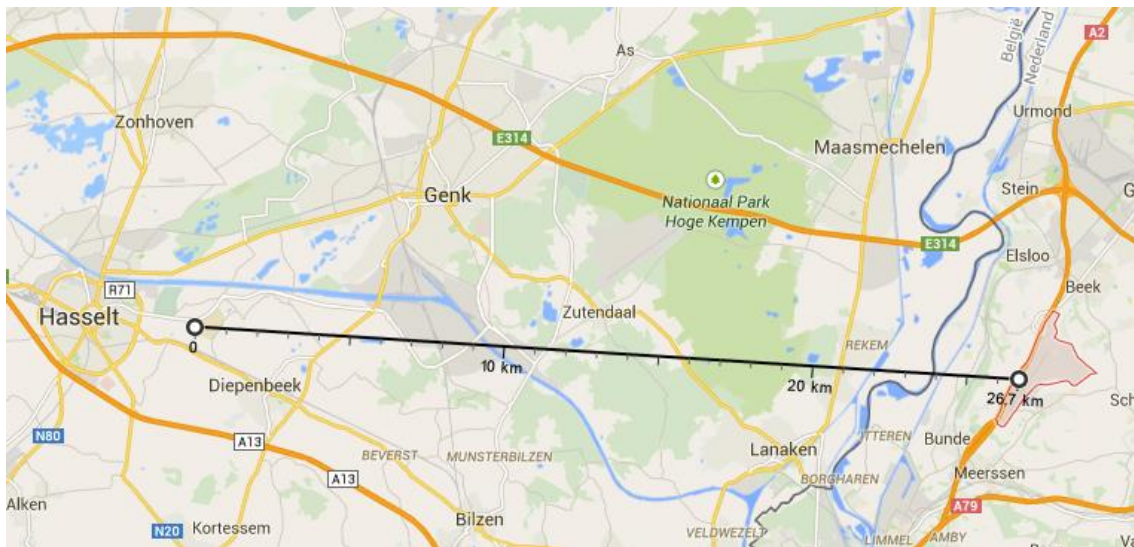 België
Nederland
A2
As
Urmond
Zonhoven
E314
Maasmechelen
Genk
Nationaal Park
Hoge Kempen
Stein
G
E314
Elsloo
R71
Beek
Hasselt
Zutendaal
0
REKEM
10 km
20 km
26.7 km
Diepenbeek
Sch
N80
A13
BEVERST
MUNSTERBILZEN
Lanaken
ITTEREN
Bunde
A13
BORGHAREN
Meerssen
Alken
A79
N20
Kortessem
Bilzen
VELDWEZELT
LIMMEL
AMBY
Va